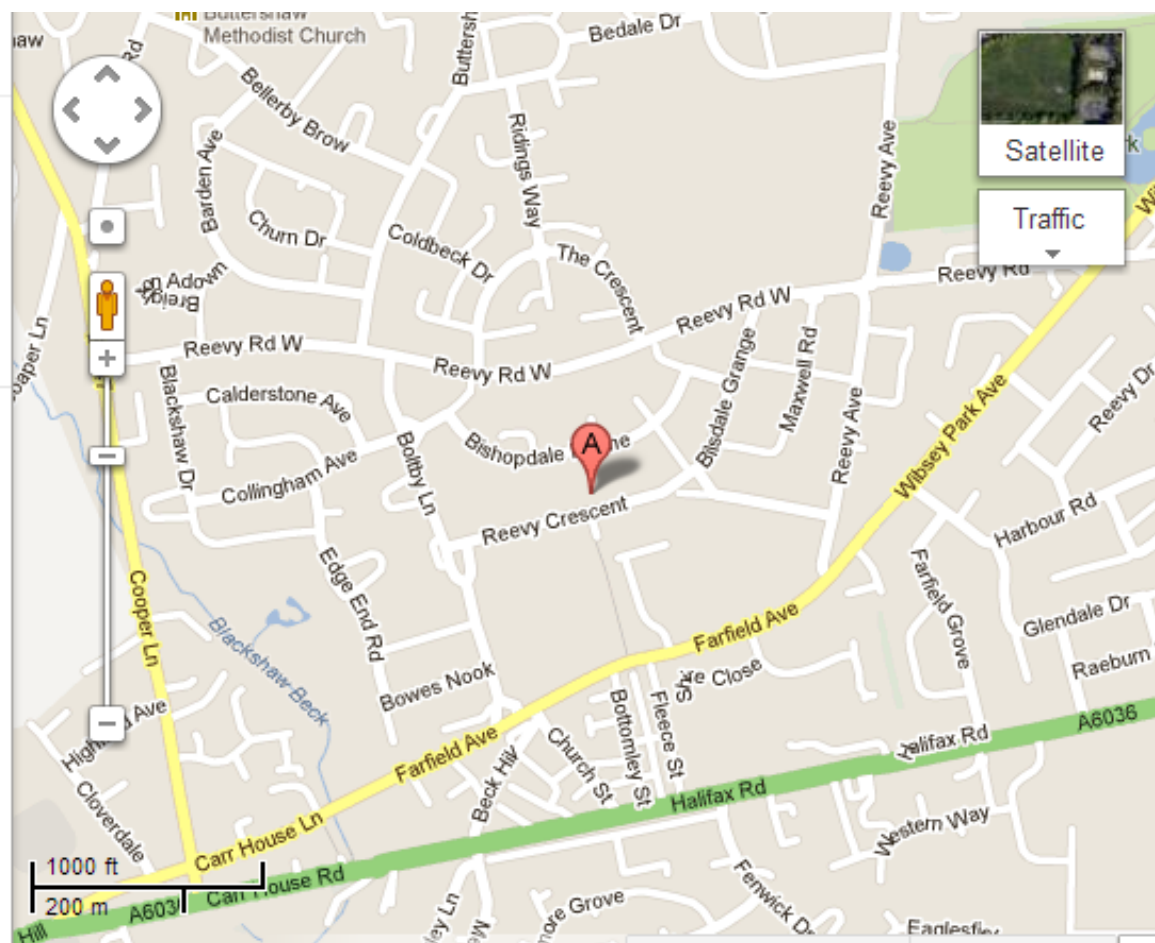 Buttershaw
Methodist Church
Bedale Dr
Rd
Bellerby Brow
Satellite
Traffic
Ridings Way
Reevy Ave
Barden Ave
Churn Dr
Coldbeck Dr
The Crescent
Reevy Rd
Reevy Rd W
Reevy Rd W
Reevy Rd W
Blackshaw Dr
Calderstone Ave
Collingham Ave
Boltby Ln
Bishopdale
A
Bilsdale Grange
Maxwell Rd
Reevy Ave
Wibsey Park Ave
Reevy Dr
Reevy Crescent
Harbour Rd
Edge End Rd
Cooper Ln
Blackshaw Beck
Farfield Grove
Glendale Dr
Raeburn
Farfield Ave
Close
Bowes Nook
Bottomley St
Fleece St
Farfield Ave
Church St
Beck Hill
Halifax Rd
A6036
Halifax Rd
Cloverdale
Carr House Ln
Western Way
1000 ft
200 m
Carr House Rd
Fenwick Dr
Grove
Hill